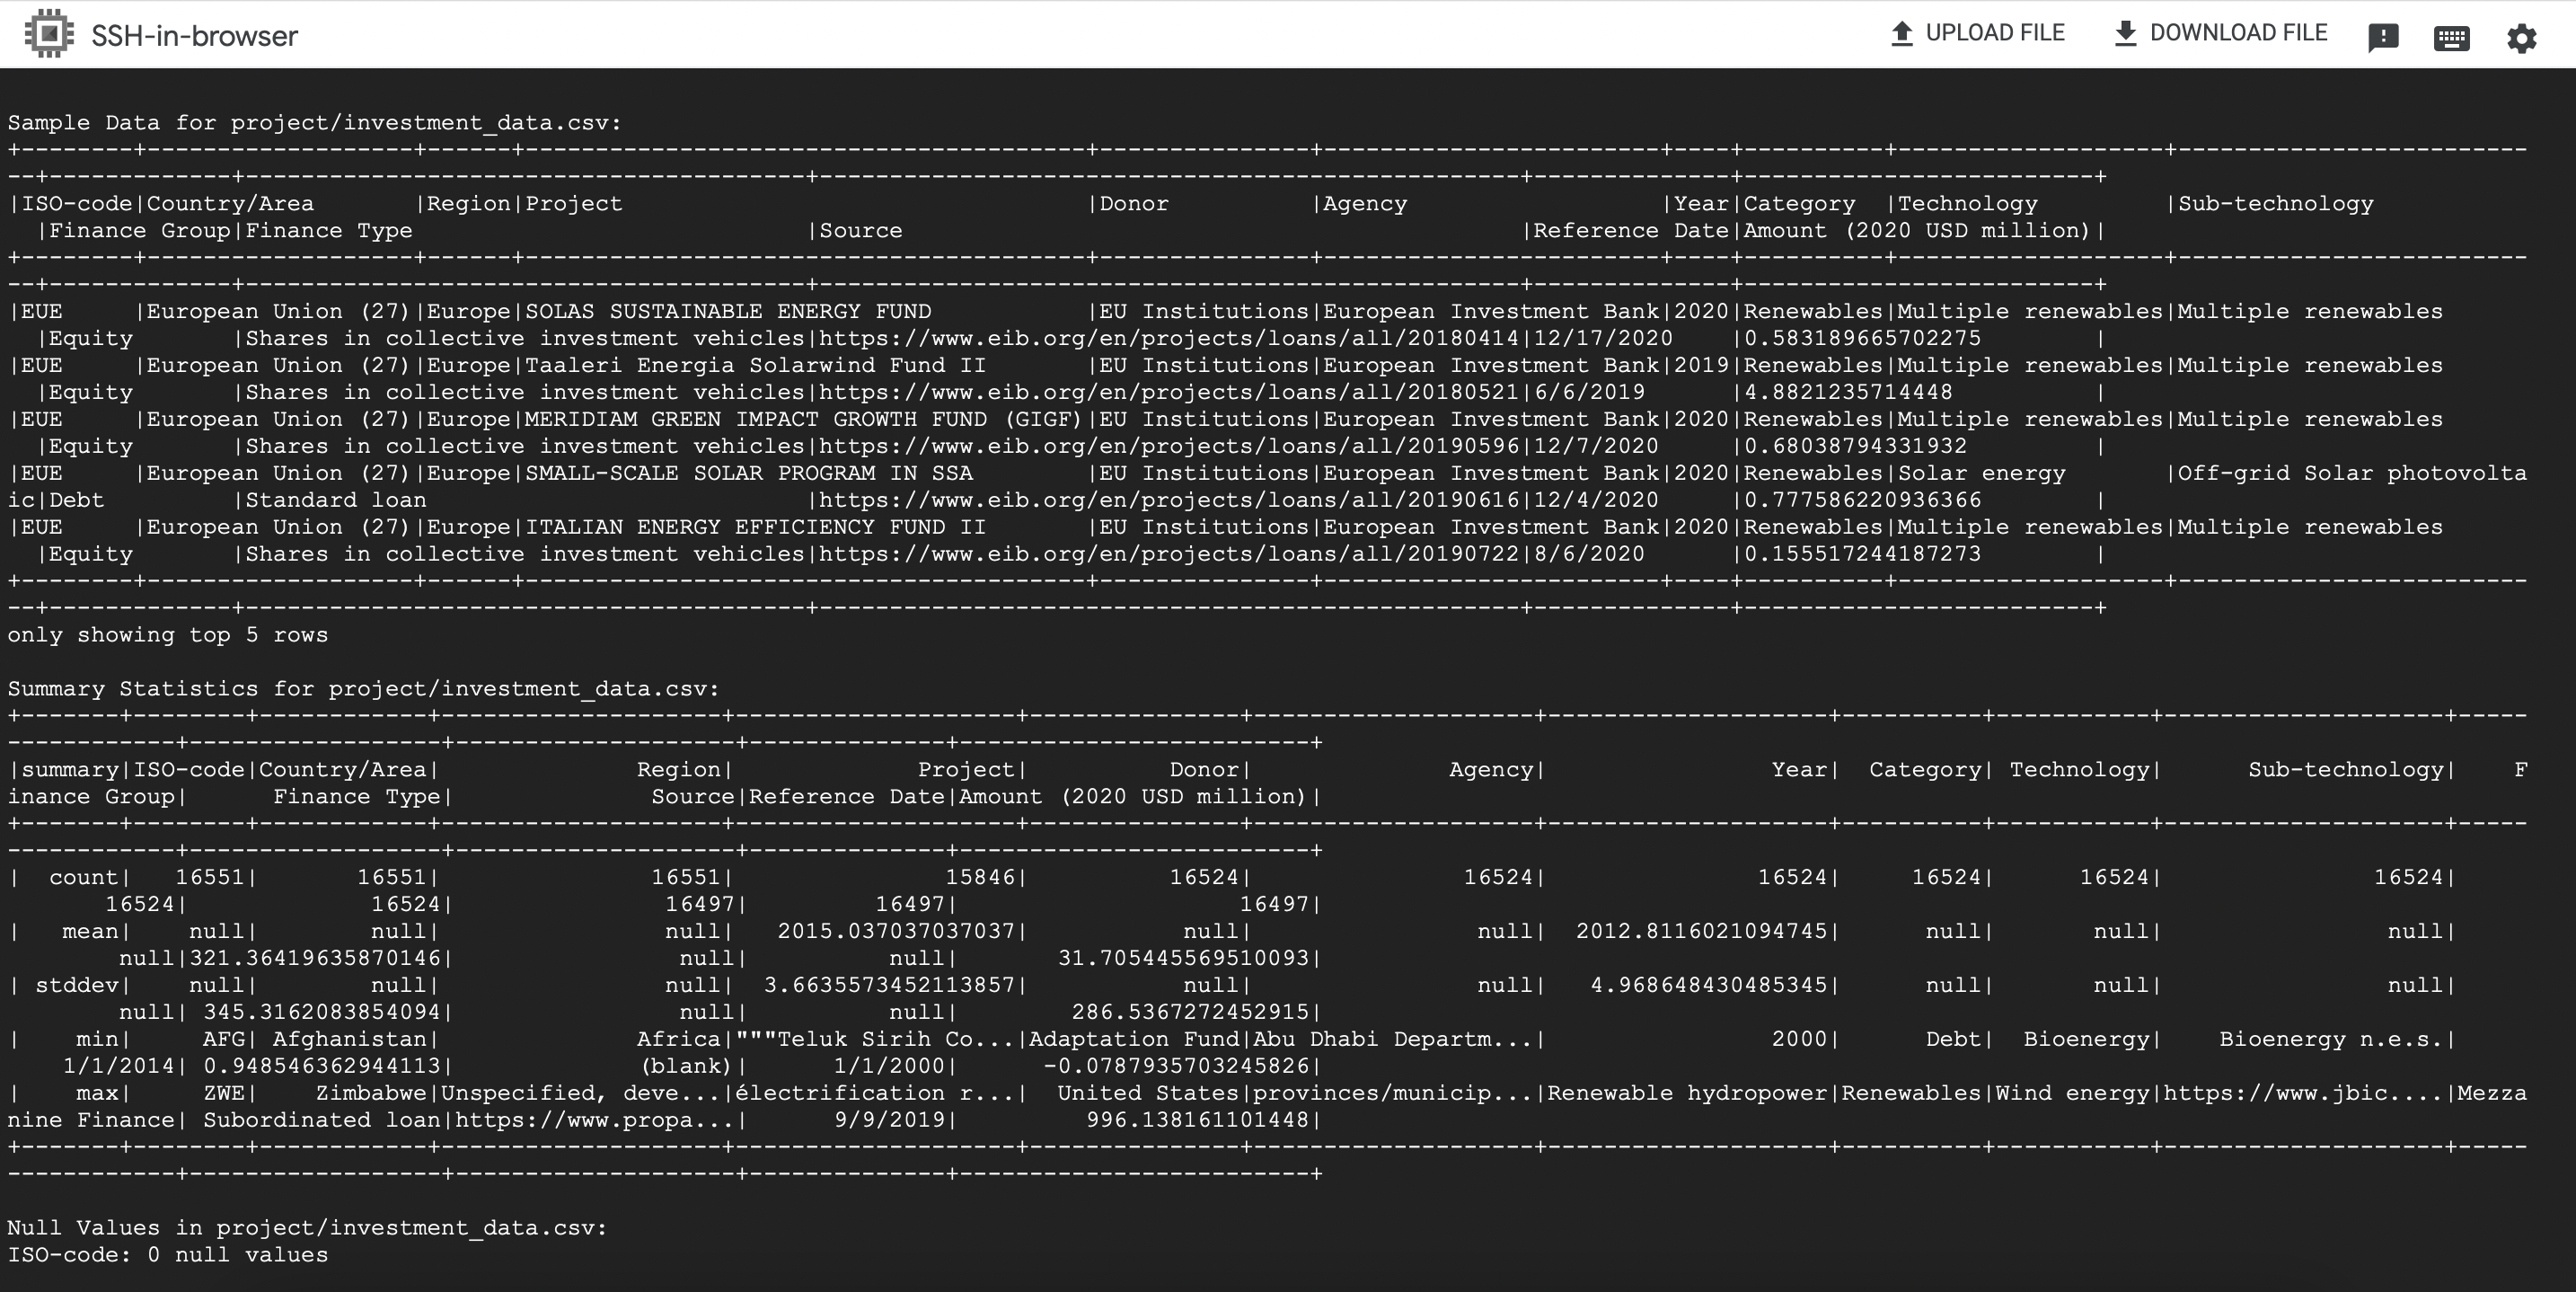 SSH-in-browser UPLOAD FILE DOWNLOAD FILE
Sample Data for project/investment_data.csv:
+--------+-------------------+------+----------------------------------------+---------------+------------------------+----+----------+-------------------+-------------------------
--+-------------+----------------------------------------+--------------------------------------------------+--------------+-------------------------+
|ISO-code|Country/Area       |Region|Project                                 |Donor          |Agency                  |Year|Category  |Technology         |Sub-technology
  |Finance Group|Finance Type                            |Source                                            |Reference Date|Amount (2020 USD million)|
+--------+-------------------+------+----------------------------------------+---------------+------------------------+----+----------+-------------------+-------------------------
--+-------------+----------------------------------------+--------------------------------------------------+--------------+-------------------------+
|EUE     |European Union (27)|Europe|SOLAS SUSTAINABLE ENERGY FUND           |EU Institutions|European Investment Bank|2020|Renewables|Multiple renewables|Multiple renewables
  |Equity       |Shares in collective investment vehicles|https://www.eib.org/en/projects/loans/all/20180414|12/17/2020    |0.583189665702275        |
|EUE     |European Union (27)|Europe|Taaleri Energia Solarwind Fund II       |EU Institutions|European Investment Bank|2019|Renewables|Multiple renewables|Multiple renewables
  |Equity       |Shares in collective investment vehicles|https://www.eib.org/en/projects/loans/all/20180521|6/6/2019      |4.8821235714448          |
|EUE     |European Union (27)|Europe|MERIDIAM GREEN IMPACT GROWTH FUND (GIGF)|EU Institutions|European Investment Bank|2020|Renewables|Multiple renewables|Multiple renewables
  |Equity       |Shares in collective investment vehicles|https://www.eib.org/en/projects/loans/all/20190596|12/7/2020     |0.68038794331932         |
|EUE     |European Union (27)|Europe|SMALL-SCALE SOLAR PROGRAM IN SSA        |EU Institutions|European Investment Bank|2020|Renewables|Solar energy       |Off-grid Solar photovolta
ic|Debt         |Standard loan                           |https://www.eib.org/en/projects/loans/all/20190616|12/4/2020     |0.777586220936366        |
|EUE     |European Union (27)|Europe|ITALIAN ENERGY EFFICIENCY FUND II       |EU Institutions|European Investment Bank|2020|Renewables|Multiple renewables|Multiple renewables
  |Equity       |Shares in collective investment vehicles|https://www.eib.org/en/projects/loans/all/20190722|8/6/2020      |0.155517244187273        |
+--------+-------------------+------+----------------------------------------+---------------+------------------------+----+----------+-------------------+-------------------------
--+-------------+----------------------------------------+--------------------------------------------------+--------------+-------------------------+
only showing top 5 rows
Summary Statistics for project/investment_data.csv:
+-------+--------+------------+--------------------+--------------------+---------------+--------------------+--------------------+----------+-----------+--------------------+-----
------------+------------------+--------------------+--------------+-------------------------+
|summary|ISO-code|Country/Area|              Region|             Project|          Donor|              Agency|                Year|  Category| Technology|      Sub-technology|    F
inance Group|      Finance Type|              Source|Reference Date|Amount (2020 USD million)|
+-------+--------+------------+--------------------+--------------------+---------------+--------------------+--------------------+----------+-----------+--------------------+-----
------------+------------------+--------------------+--------------+-------------------------+
|  count|   16551|       16551|               16551|               15846|          16524|               16524|               16524|     16524|      16524|               16524|
       16524|             16524|               16497|         16497|                    16497|
|   mean|    null|        null|                null|   2015.037037037037|           null|                null|  2012.8116021094745|      null|       null|                null|
        null|321.36419635870146|                null|          null|       31.705445569510093|
| stddev|    null|        null|                null|  3.6635573452113857|           null|                null|   4.968648430485345|      null|       null|                null|
        null| 345.3162083854094|                null|          null|        286.5367272452915|
|    min|     AFG| Afghanistan|              Africa|"""Teluk Sirih Co...|Adaptation Fund|Abu Dhabi Departm...|                2000|      Debt|  Bioenergy|    Bioenergy n.e.s.|
    1/1/2014| 0.948546362944113|             (blank)|      1/1/2000|      -0.0787935703245826|
|    max|     ZWE|    Zimbabwe|Unspecified, deve...|électrification r...|  United States|provinces/municip...|Renewable hydropower|Renewables|Wind energy|https://www.jbic....|Mezza
nine Finance| Subordinated loan|https://www.propa...|      9/9/2019|         996.138161101448|
+-------+--------+------------+--------------------+--------------------+---------------+--------------------+--------------------+----------+-----------+--------------------+-----
------------+------------------+--------------------+--------------+-------------------------+
Null Values in project/investment_data.csv:
ISO-code: 0 null values